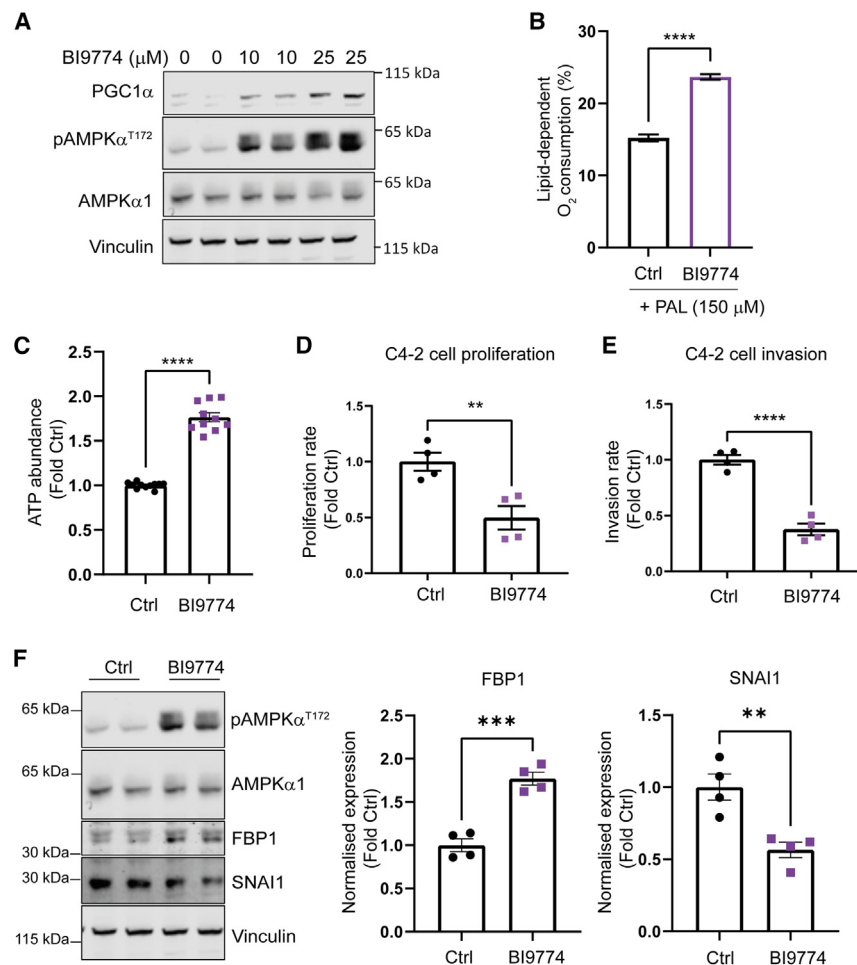 A
BI9774 (μM) 0 0 10 10 25 25
115 kDa
PGC1α
65 kDa
pAMPKα^T172
65 kDa
AMPKα1
Vinculin
115 kDa
B
****
Lipid-dependent
O₂ consumption (%)
30
20
10
0
Ctrl BI9774
+ PAL (150 μM)
C
****
ATP abundance
(Fold Ctrl)
2.5
2.0
1.5
1.0
0.5
0.0
Ctrl BI9774
D
C4-2 cell proliferation
**
Proliferation rate
(Fold Ctrl)
1.5
1.0
0.5
0.0
Ctrl BI9774
E
C4-2 cell invasion
****
Invasion rate
(Fold Ctrl)
1.5
1.0
0.5
0.0
Ctrl BI9774
F
Ctrl BI9774
65 kDa
pAMPKα^T172
65 kDa
AMPKα1
FBP1
30 kDa
30 kDa
SNAI1
Vinculin
115 kDa
FBP1
***
Normalised expression
(Fold Ctrl)
2.5
2.0
1.5
1.0
0.5
0.0
Ctrl BI9774
SNAI1
**
Normalised expression
(Fold Ctrl)
1.5
1.0
0.5
0.0
Ctrl BI9774